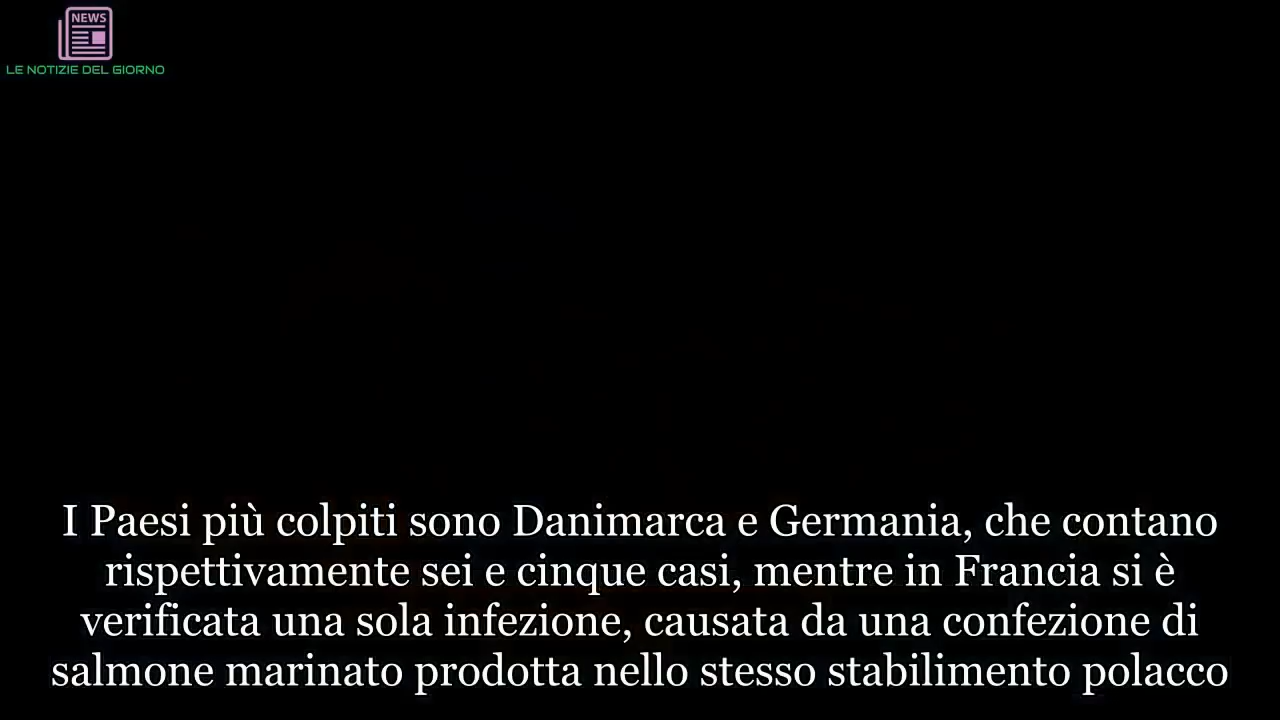 NEWS
LE NOTIZIE DEL GIORNO
I Paesi più colpiti sono Danimarca e Germania, che contano
rispettivamente sei e cinque casi, mentre in Francia si è
verificata una sola infezione, causata da una confezione di
salmone marinato prodotta nello stesso stabilimento polacco